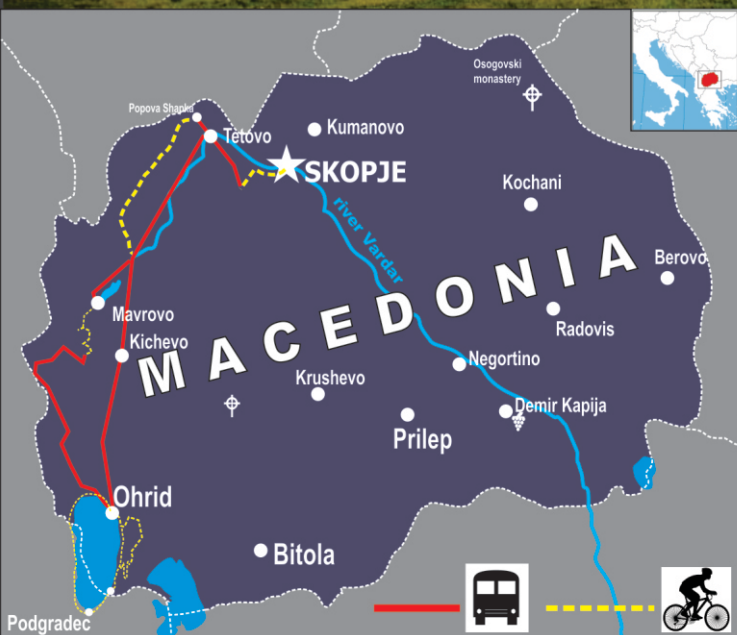 Osogovski
monastery
Popova Shapka
Tetovo
Kumanovo
SKOPJE
Kochani
river Vardar
Berovo
MACEDONIA
Mavrovo
Radovis
Kichevo
Negortino
Krushevo
Demir Kapija
Prilep
Ohrid
Bitola
Podgradec